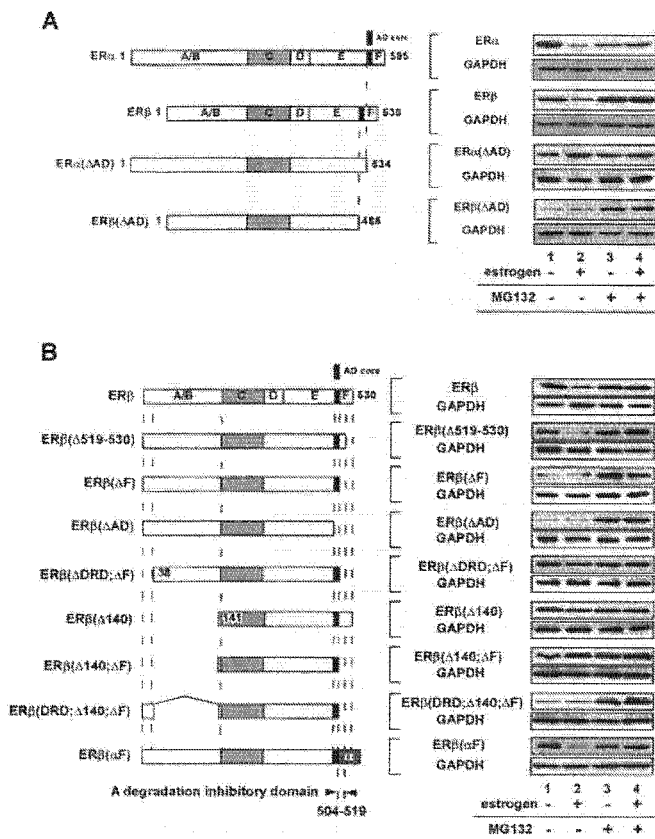 A
AD core
ERα 1 A/B C D E F 595
ERβ 1 A/B C D E F 530
ERα(ΔAD) 1 534
ERβ(ΔAD) 1 485
ERα
GAPDH
ERβ
GAPDH
ERα(ΔAD)
GAPDH
ERβ(ΔAD)
GAPDH
1 2 3 4
estrogen - + - +
MG132 - - + +
B
AD core
ERβ A/B C D E F 530
ERβ(Δ519-530)
ERβ(ΔF)
ERβ(ΔAD)
ERβ(ΔDRD;ΔF) 38
ERβ(Δ140) 141
ERβ(Δ140;ΔF)
ERβ(DRD;Δ140;ΔF)
ERβ(αF)
A degradation inhibitory domain
504-519
ERβ
GAPDH
ERβ(Δ519-530)
GAPDH
ERβ(ΔF)
GAPDH
ERβ(ΔAD)
GAPDH
ERβ(ΔDRD;ΔF)
GAPDH
ERβ(Δ140)
GAPDH
ERβ(Δ140;ΔF)
GAPDH
ERβ(DRD;Δ140;ΔF)
GAPDH
ERβ(αF)
GAPDH
1 2 3 4
estrogen - + - +
MG132 - - + +